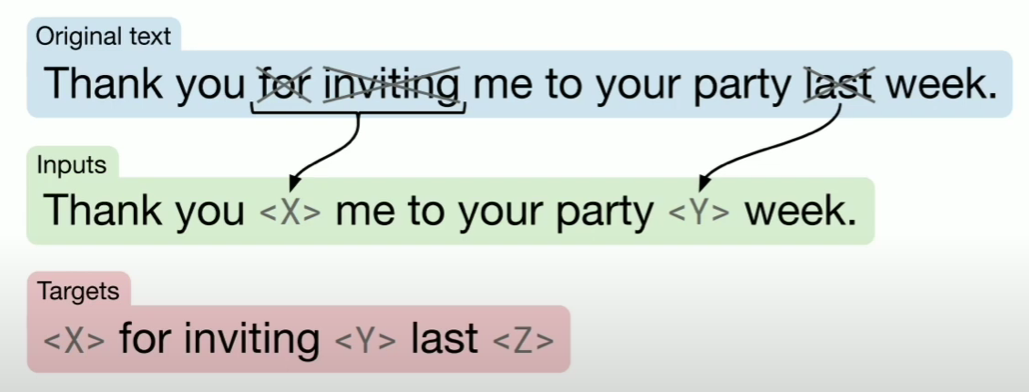 Original text
Thank you for inviting me to your party last week.
Inputs
Thank you <X> me to your party <Y> week.
Targets
<X> for inviting <Y> last <Z>